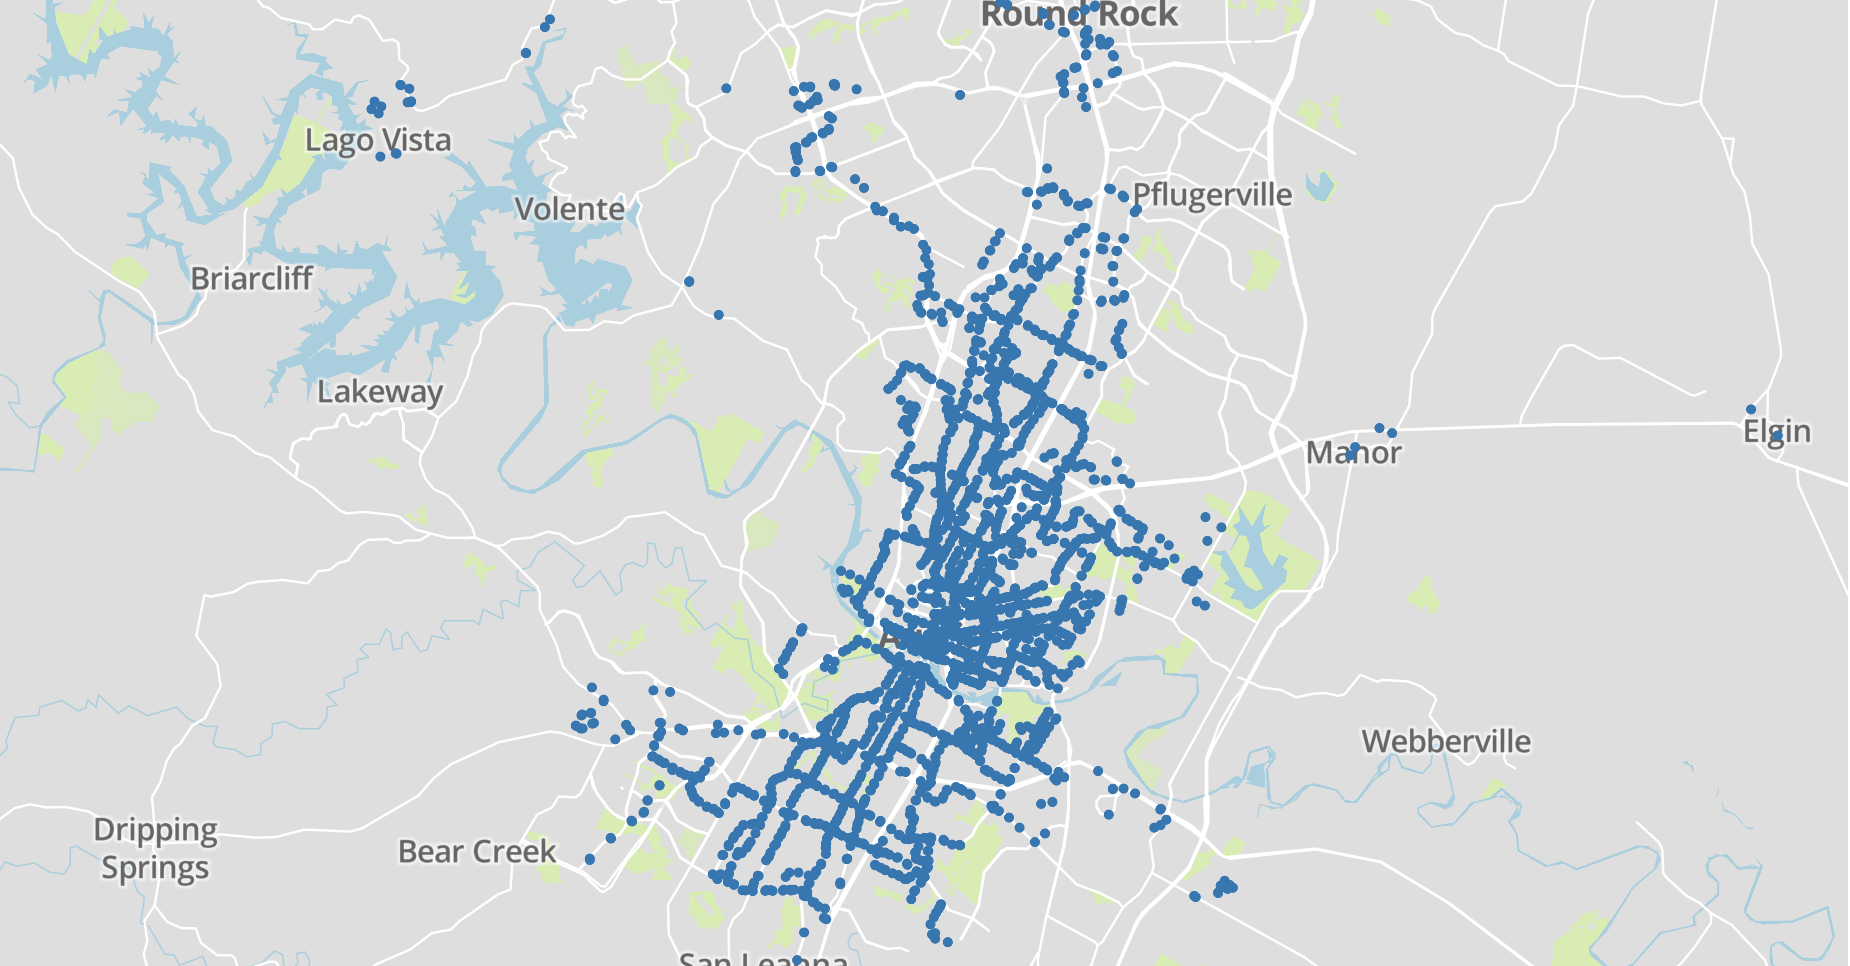 Round Rock
Lago Vista
Pflugerville
Volente
Briarcliff
Lakeway
Elgin
Manor
Webberville
Dripping
Springs
Bear Creek
San Leanna